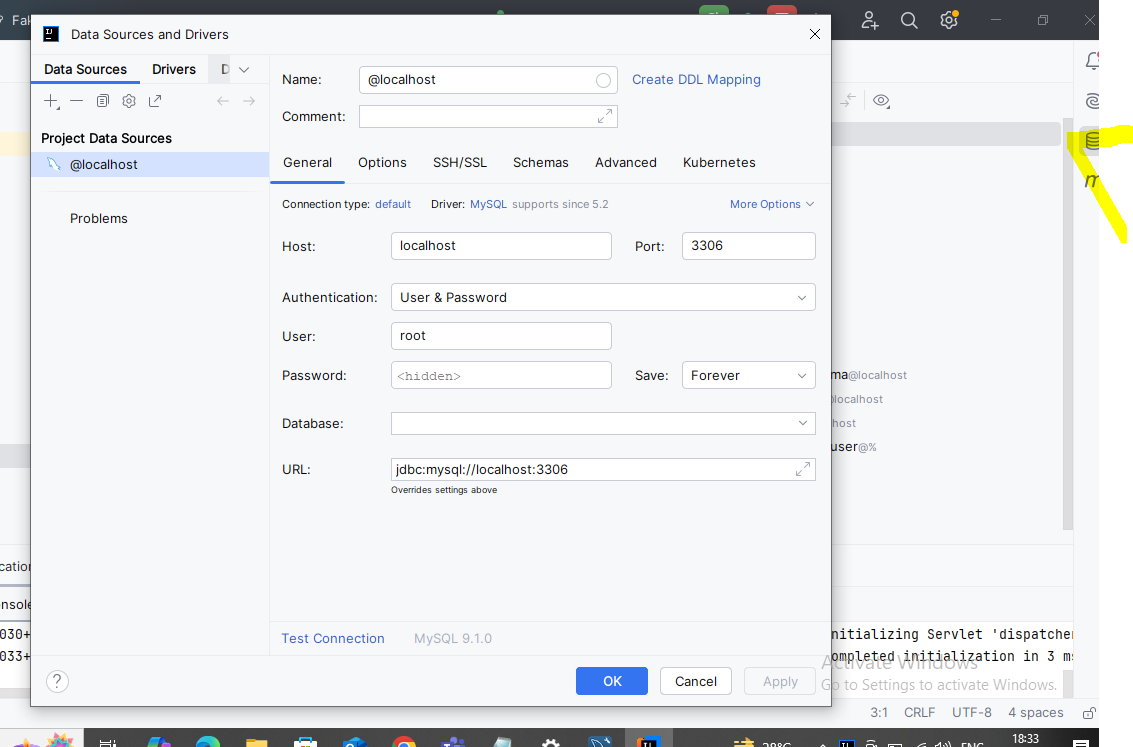 Fak
Data Sources and Drivers
Data Sources Drivers D
Project Data Sources
@localhost
Problems
Name: @localhost Create DDL Mapping
Comment:
General Options SSH/SSL Schemas Advanced Kubernetes
Connection type: default Driver: MySQL supports since 5.2 More Options
Host: localhost Port: 3306
Authentication: User & Password
User: root
Password: <hidden> Save: Forever
Database:
URL: jdbc:mysql://localhost:3306
Overrides settings above
Test Connection MySQL 9.1.0
? OK Cancel Apply
m
ma@localhost
@localhost
host
user@%
cation
onsole
030+ nitializing Servlet 'dispatcher
033+ ompleted initialization in 3 ms
Activate Windows
Go to Settings to activate Windows.
3:1 CRLF UTF-8 4 spaces
28°C ENG 18:33